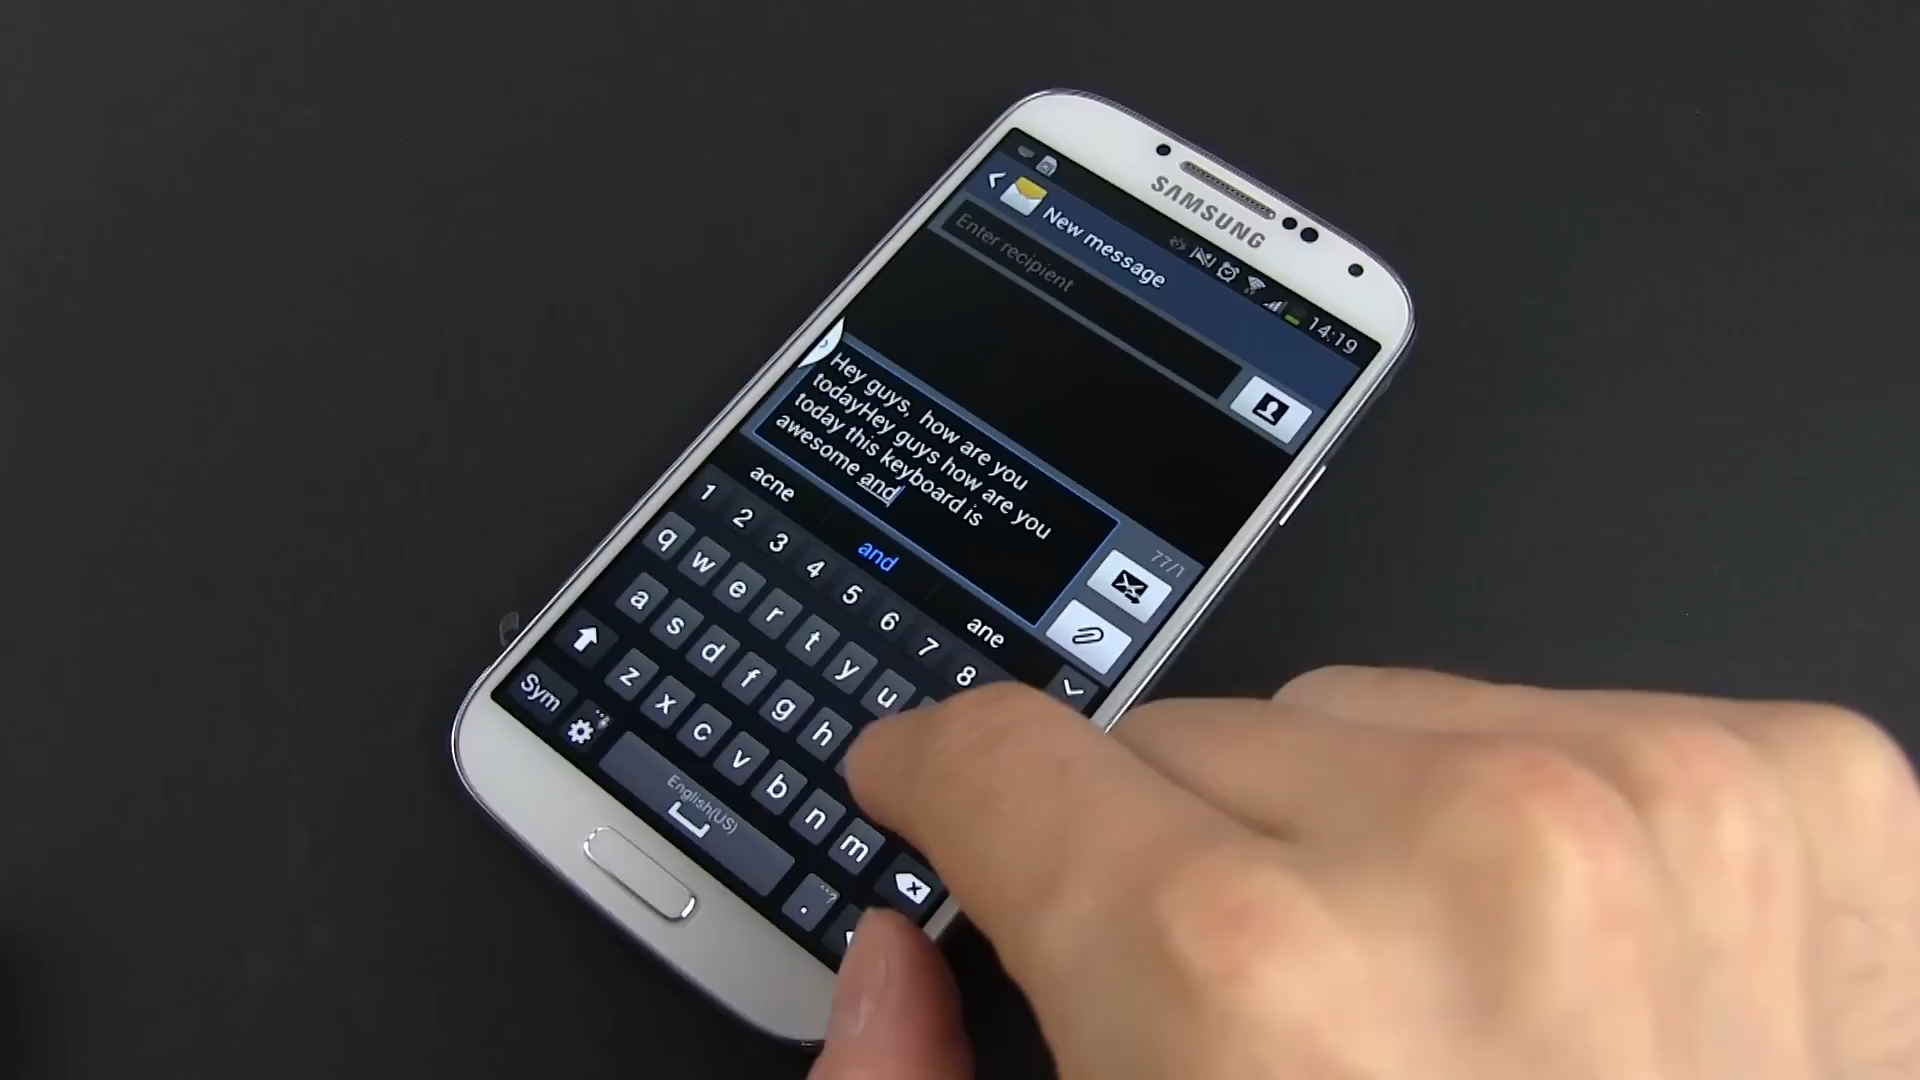 SAMSUNG
14:19
New message
Enter recipient
Hey guys, how are you
todayHey guys how are you
today this keyboard is
awesome and
77/1
acne and ane
1 2 3 4 5 6 7 8
q w e r t y u
a s d f g h
z x c v b n m
Sym English(US) .